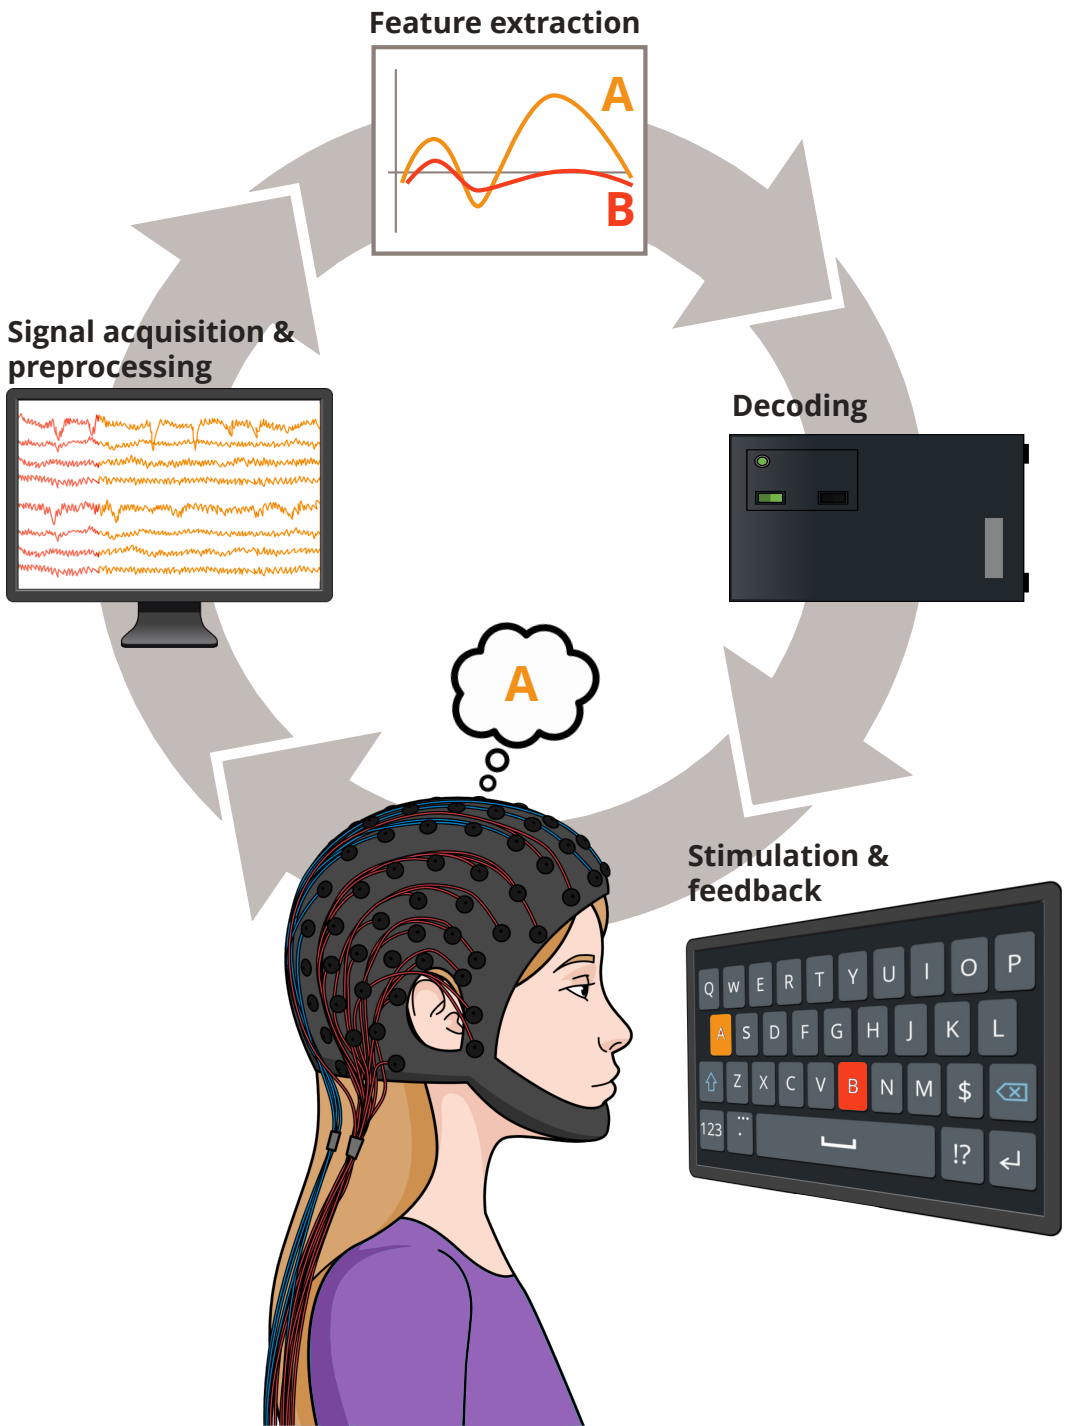 Feature extraction
A
B
Signal acquisition &
preprocessing
Decoding
A
Stimulation &
feedback
Q W E R T Y U I O P
A S D F G H J K L
Z X C V B N M $
123 ... . !?